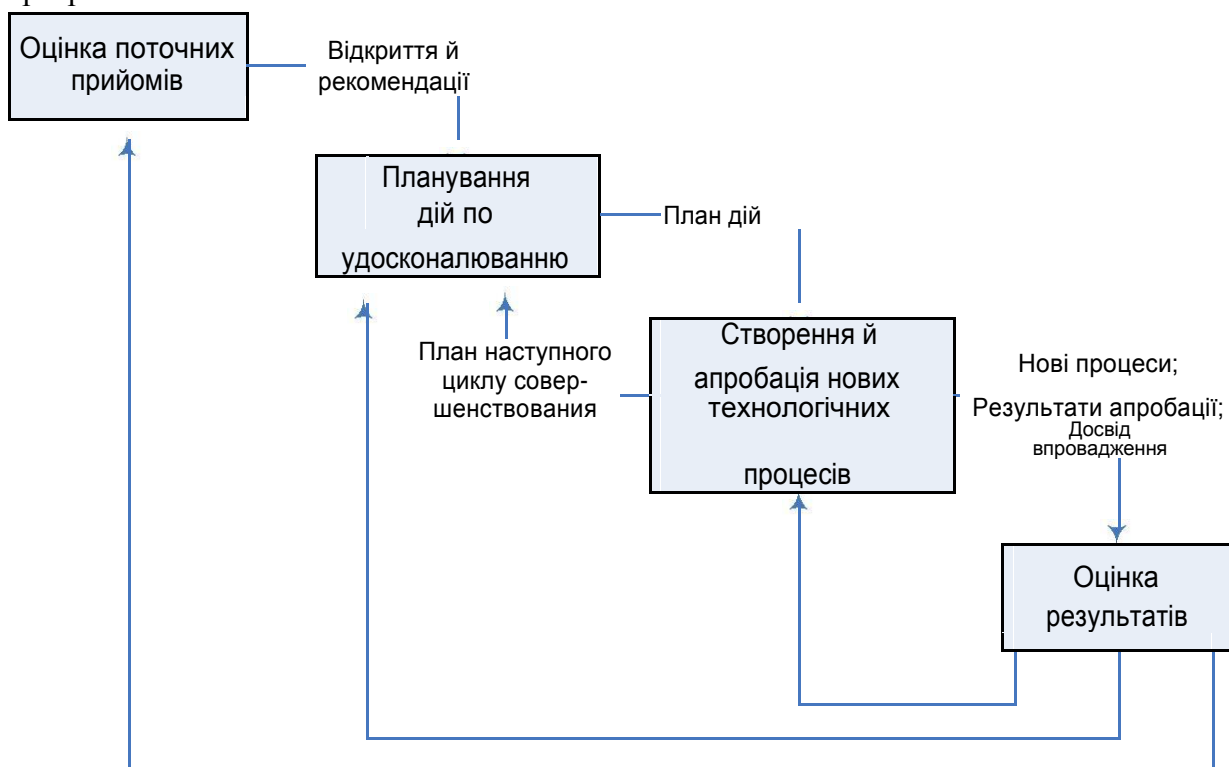 Оцінка поточних
прийомів
Відкриття й
рекомендації
Планування
дій по
удосконалюванню
План дій
План наступного
циклу совер-
шенствования
Створення й
апробація нових
технологічних
процесів
Нові процеси;
Результати апробації;
Досвід
впровадження
Оцінка
результатів